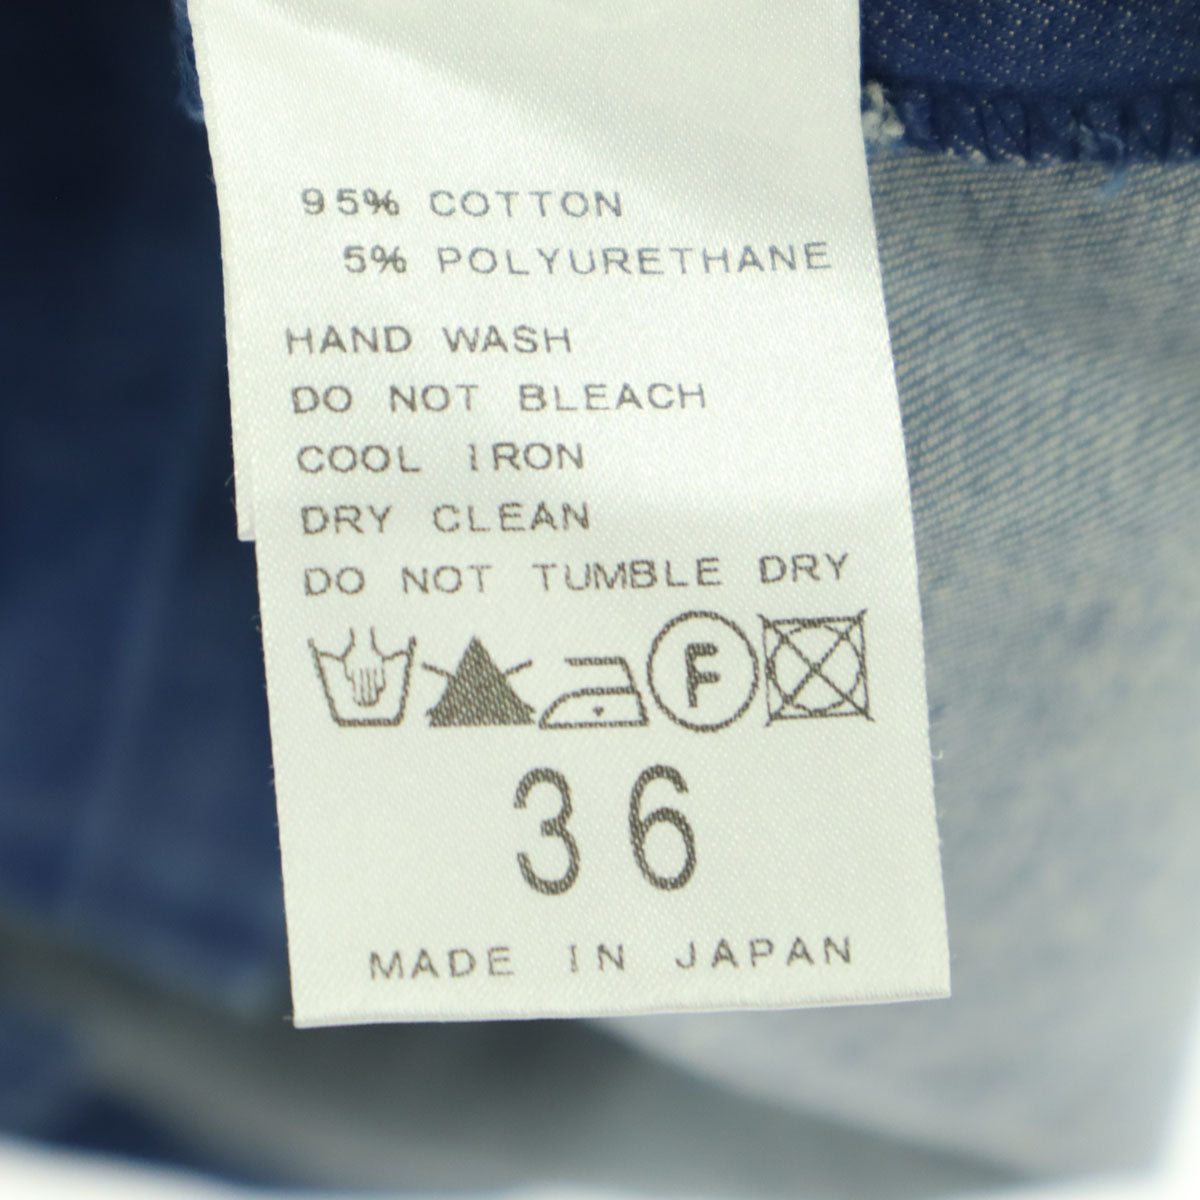 95% COTTON
5% POLYURETHANE
HAND WASH
DO NOT BLEACH
COOL IRON
DRY CLEAN
DO NOT TUMBLE DRY
F
36
MADE IN JAPAN